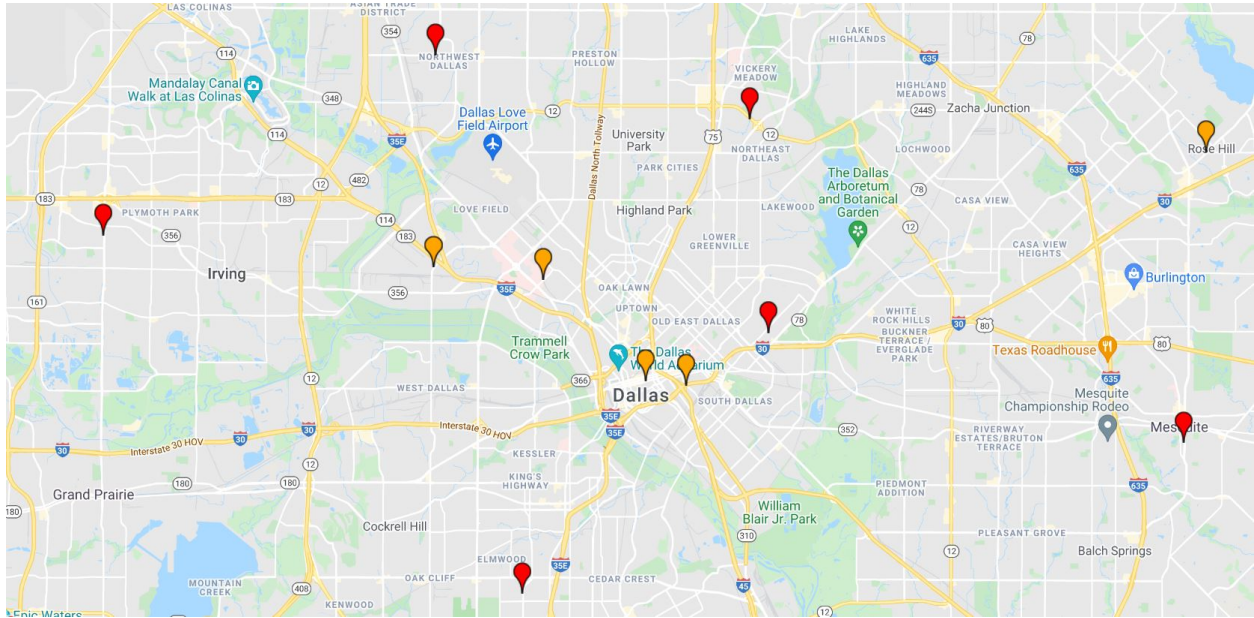 LAS COLINAS
ASIAN TRADE
DISTRICT
354
NORTHWEST
DALLAS
PRESTON
HOLLOW
LAKE
HIGHLANDS
78
635
114
Mandalay Canal
Walk at Las Colinas
348
VICKERY
MEADOW
HIGHLAND
MEADOWS
244S
Zacha Junction
114
12
Dallas Love
Field Airport
35E
University
Park
75
12
NORTHEAST
DALLAS
LOCHWOOD
Rose Hill
635
482
12
Dallas North Tollway
PARK CITIES
The Dallas
Arboretum
and Botanical
Garden
78
183
183
PLYMOTH PARK
114
LOVE FIELD
Highland Park
LAKEWOOD
CASA VIEW
30
356
183
LOWER
GREENVILLE
12
CASA VIEW
HEIGHTS
Irving
Burlington
161
356
35E
OAK LAWN
UPTOWN
OLD EAST DALLAS
78
WHITE
ROCK HILLS
30
80
BUCKNER
TERRACE /
EVERGLADE
PARK
Trammell
Crow Park
The Dallas
World Aquarium
30
Texas Roadhouse
80
635
12
366
WEST DALLAS
Dallas
SOUTH DALLAS
Mesquite
Championship Rodeo
35E
30
30
30
Interstate 30 HOV
Interstate 30 HOV
35E
352
RIVERWAY
ESTATES/BRUTON
TERRACE
Mesquite
12
KESSLER
KING'S
HIGHWAY
180
180
180
Grand Prairie
PIEDMONT
ADDITION
635
William
Blair Jr. Park
Cockrell Hill
310
PLEASANT GROVE
12
Balch Springs
ELMWOOD
35E
OAK CLIFF
CEDAR CREST
MOUNTAIN
CREEK
408
45
KENWOOD
12
Epic Waters